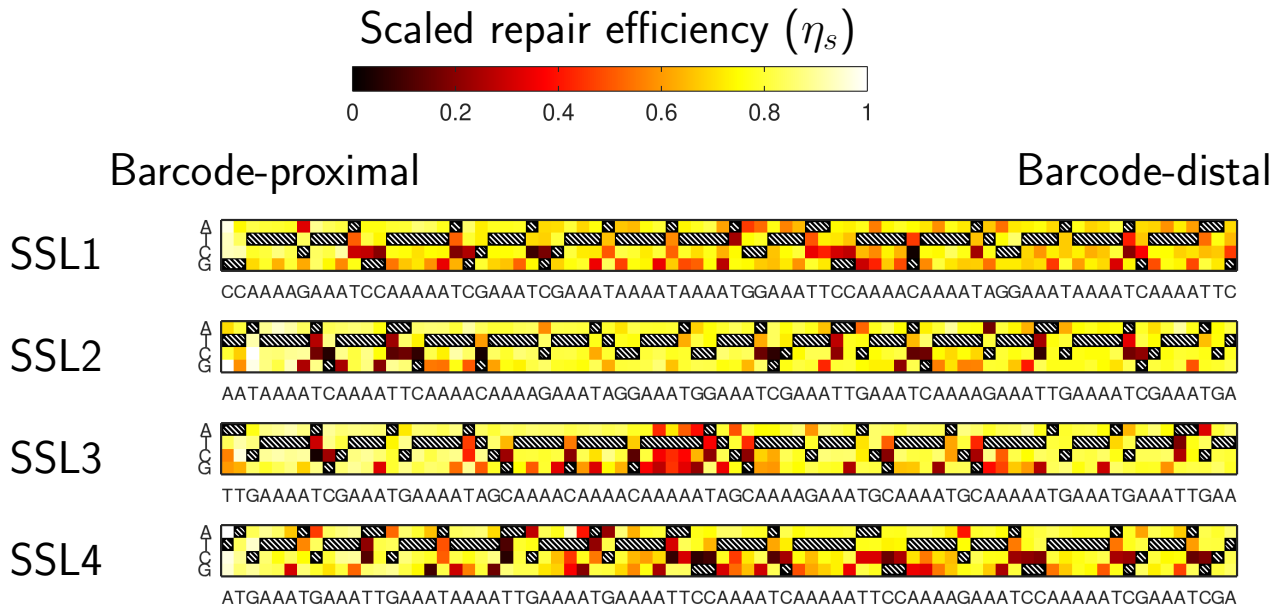 Scaled repair efficiency (ηs)
0 0.2 0.4 0.6 0.8 1
Barcode-proximal Barcode-distal
SSL1
A
T
C
G
CCAAAAGAAATCCAAAAATCGAAATCGAAATAAAATAAAATGGAAATTCCAAAACAAAATAGGAAATAAAATCAAAATTC
SSL2
A
T
C
G
AATAAAATCAAAATTCAAAACAAAAGAAATAGGAAATGGAAATCGAAATTGAAATCAAAAGAAATTGAAAATCGAAATGA
SSL3
A
T
C
G
TTGAAAATCGAAATGAAAATAGCAAAACAAAACAAAAATAGCAAAAGAAATGCAAAATGCAAAAATGAAATGAAATTGAA
SSL4
A
T
C
G
ATGAAATGAAATTGAAATAAAATTGAAAATGAAAATTCCAAAATCAAAAATTCCAAAAGAAATCCAAAAATCGAAATCGA